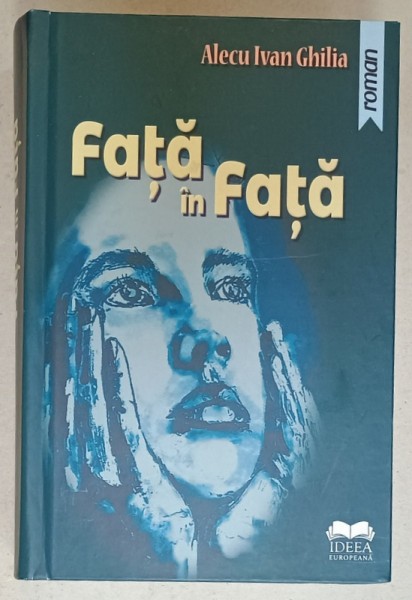 Alecu Ivan Ghilia
roman
Față
în Față
IDEEA
EUROPEANĂ